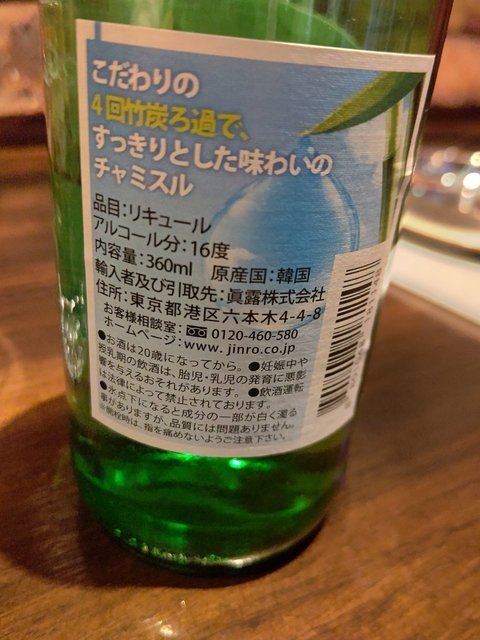 こだわりの
4回竹炭ろ過で、
すっきりとした味わいの
チャミスル
品目:リキュール
アルコール分:16度
内容量:360ml 原産国:韓国
輸入者及び引取先:眞露株式会社
住所:東京都港区六本木4-4-8
お客様相談室: 0120-460-580
ホームページ:www.jinro.co.jp
●お酒は20歳になってから。●妊娠中や
授乳期の飲酒は、胎児・乳児の発育に悪影
響を与えるおそれがあります。●飲酒運転
は法律によって禁止されております。
●氷点下になると成分の一部が白く濁る
事がありますが、品質には問題ありません。
※開栓時は、指を痛めないようご注意下さい。